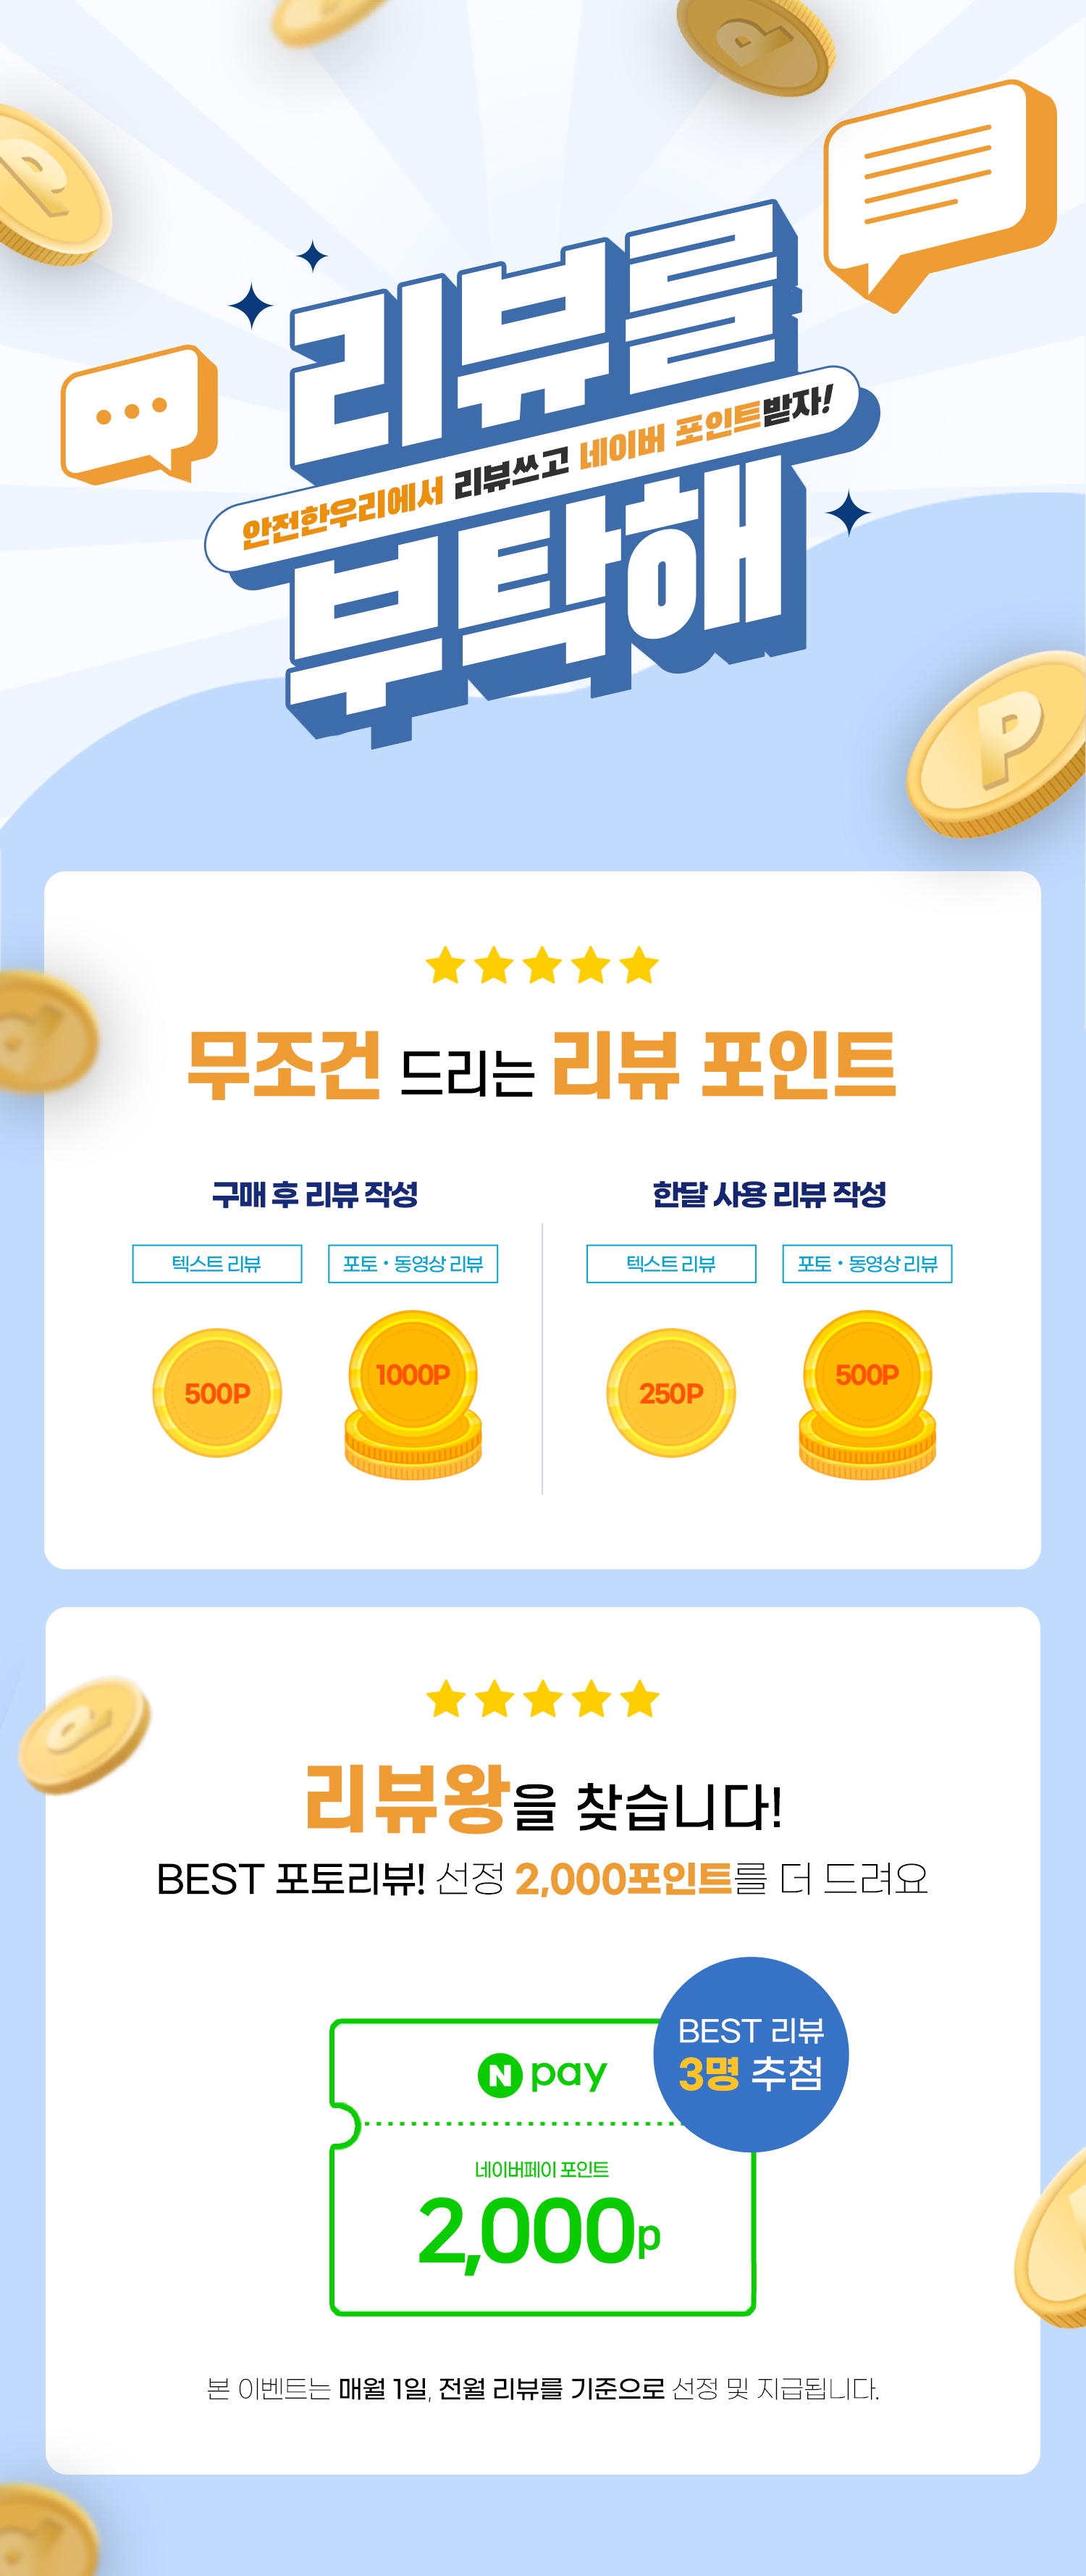 리뷰를
안전한우리에서 리뷰쓰고 네이버 포인트받자!
부탁해
무조건 드리는 리뷰 포인트
구매 후 리뷰 작성
텍스트 리뷰
포토·동영상 리뷰
500P
1000P
한달 사용 리뷰 작성
텍스트 리뷰
포토·동영상 리뷰
250P
500P
리뷰왕을 찾습니다!
BEST 포토리뷰! 선정 2,000포인트를 더 드려요
BEST 리뷰
3명 추첨
N pay
네이버페이 포인트
2,000p
본 이벤트는 매월 1일, 전월 리뷰를 기준으로 선정 및 지급됩니다.